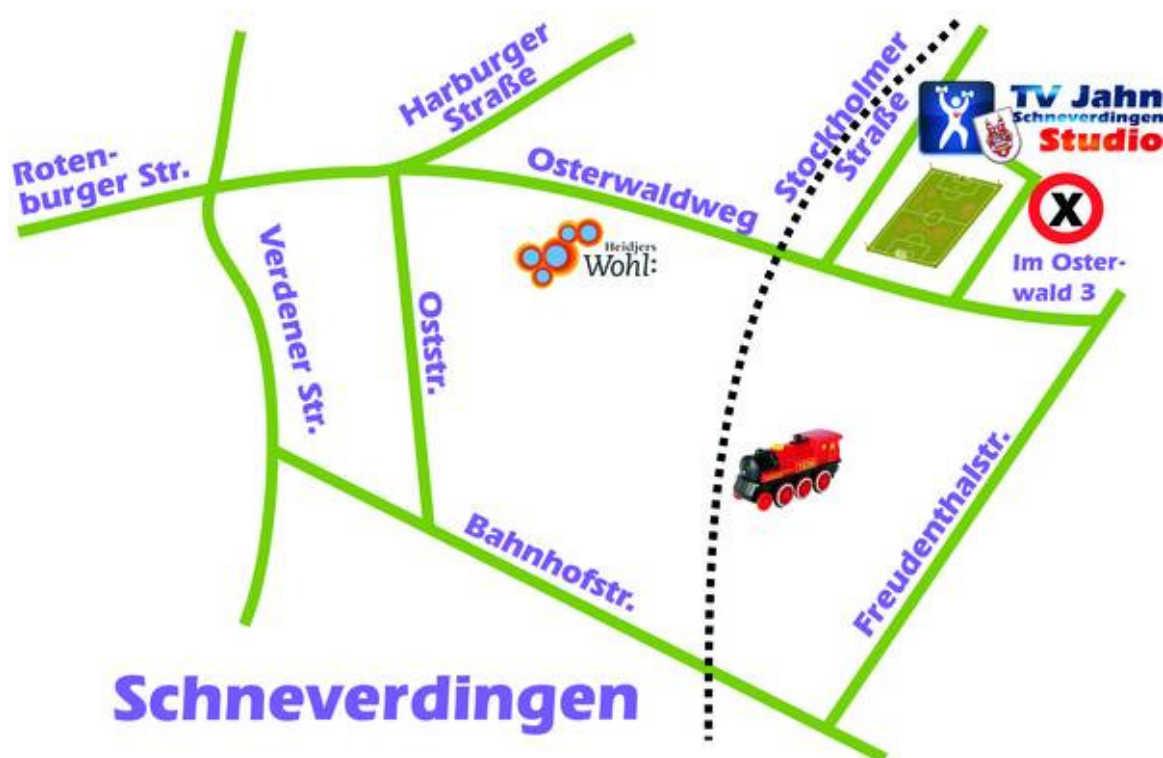 Harburger
Straße
Stockholmer
Straße
TV Jahn
Schneverdingen
Studio
Roten-
burger Str.
Osterwaldweg
X
Heidjers
Wohl:
Im Oster-
wald 3
Verdener Str.
Oststr.
Bahnhofstr.
Freudenthalstr.
Schneverdingen